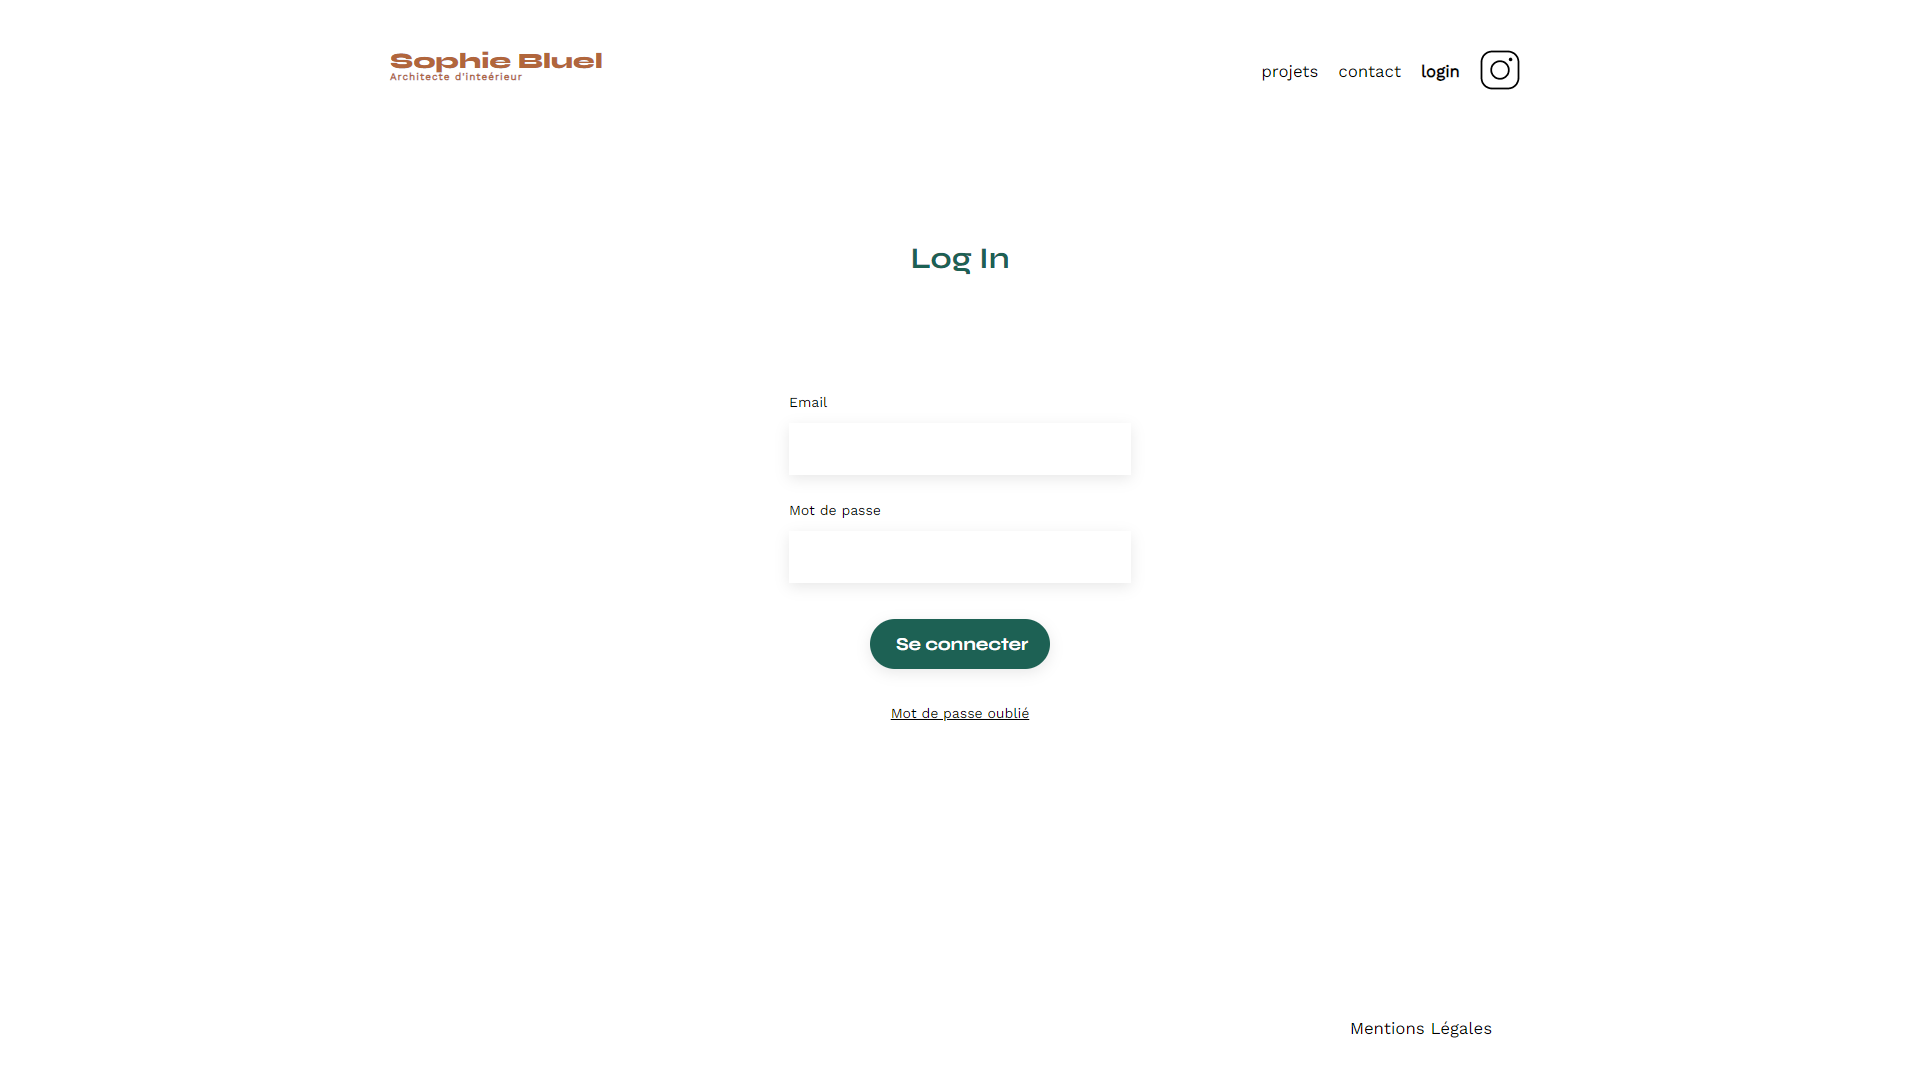 Sophie Bluel
Architecte d'inteérieur
projets
contact
login
Log In
Email
Mot de passe
Se connecter
Mot de passe oublié
Mentions Légales